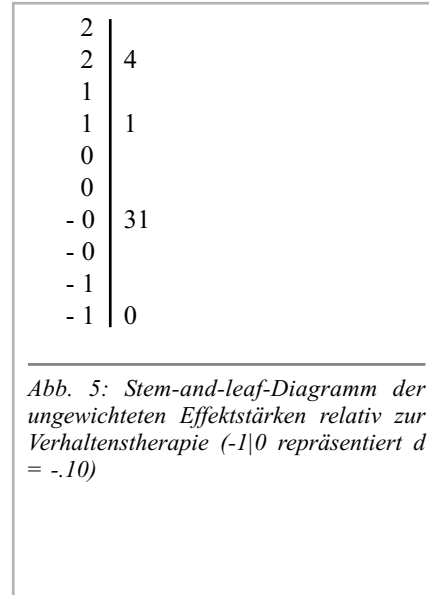 2
2 4
1
1 1
0
0
- 0 31
- 0
- 1
- 1 0
Abb. 5: Stem-and-leaf-Diagramm der
ungewichteten Effektstärken relativ zur
Verhaltenstherapie (-1|0 repräsentiert d
= -.10)